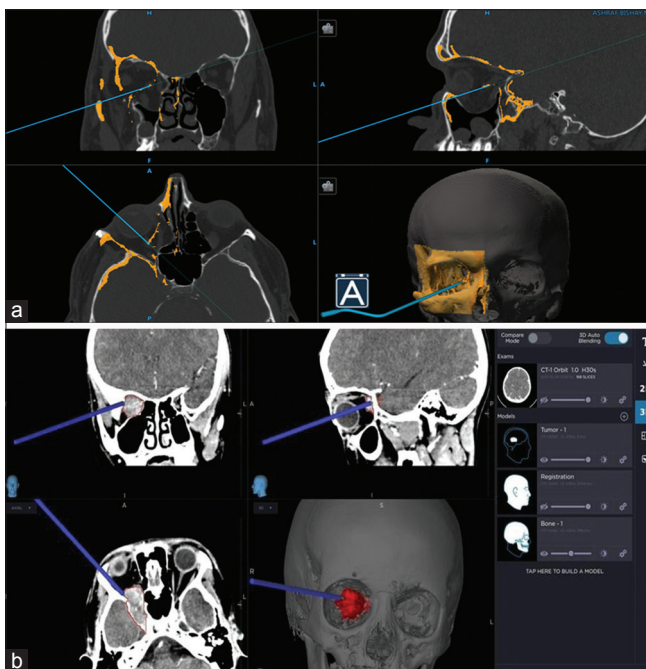 H
H
ASHRAF BISHAY
L
A
F
F
A
L
A
P
a
Compare
Mode
3D Auto
Blending
Exams
CT-1 Orbit 1.0 H30s
Models
Tumor - 1
Registration
Bone - 1
TAP HERE TO BUILD A MODEL
L
A
P
I
I
A
S
R
L
L
b